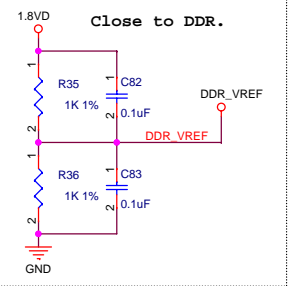 1.8VD
Close to DDR.
1
1
R35
C82
DDR_VREF
1K 1%
0.1uF
2
2
DDR_VREF
1
1
R36
C83
1K 1%
0.1uF
2
2
GND